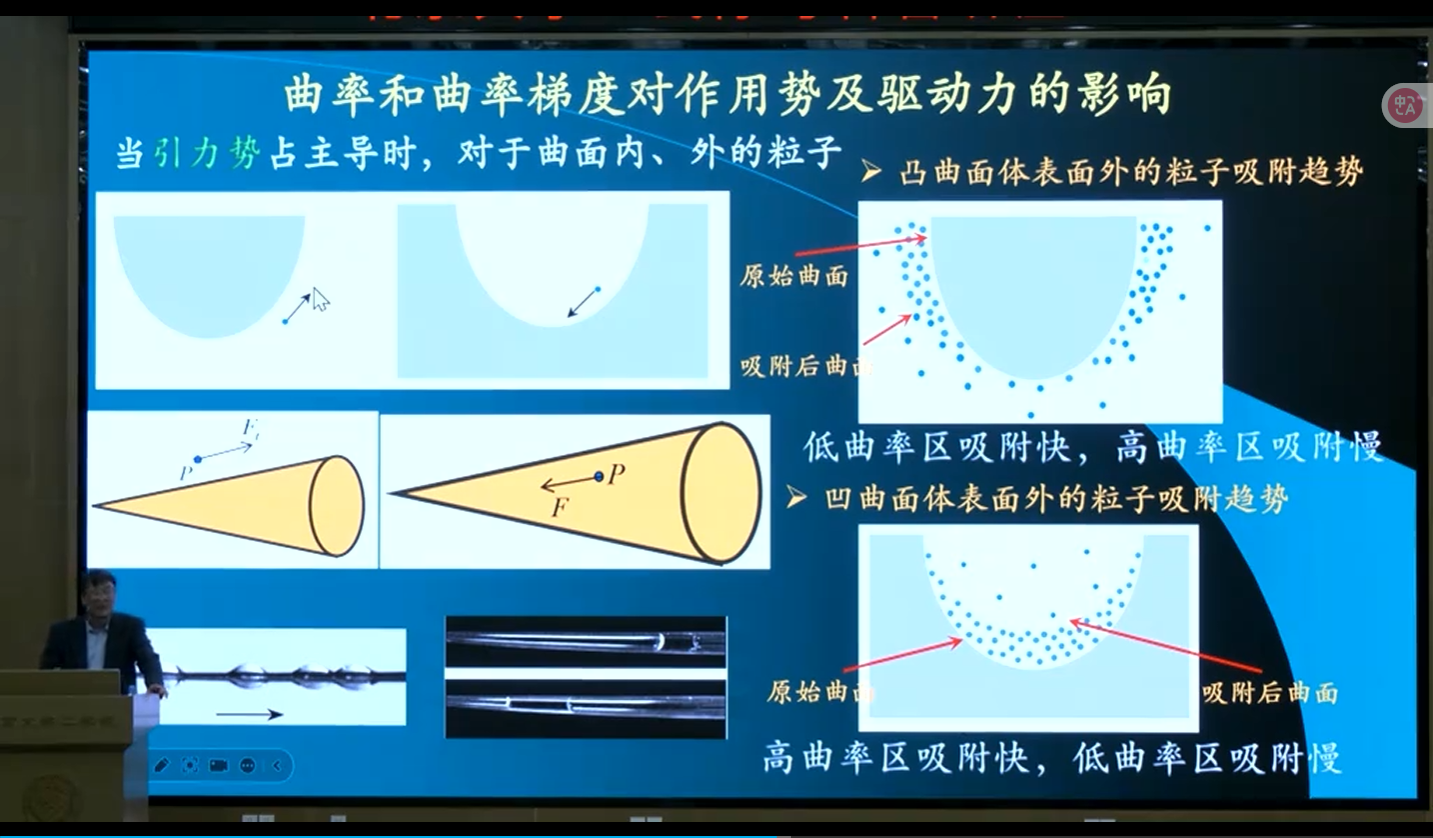 曲率和曲率梯度对作用势及驱动力的影响
当引力势占主导时，对于曲面内、外的粒子
➢ 凸曲面体表面外的粒子吸附趋势
原始曲面
吸附后曲面
P
F_t
P
F
低曲率区吸附快，高曲率区吸附慢
➢ 凹曲面体表面外的粒子吸附趋势
原始曲面
吸附后曲面
高曲率区吸附快，低曲率区吸附慢
中
A